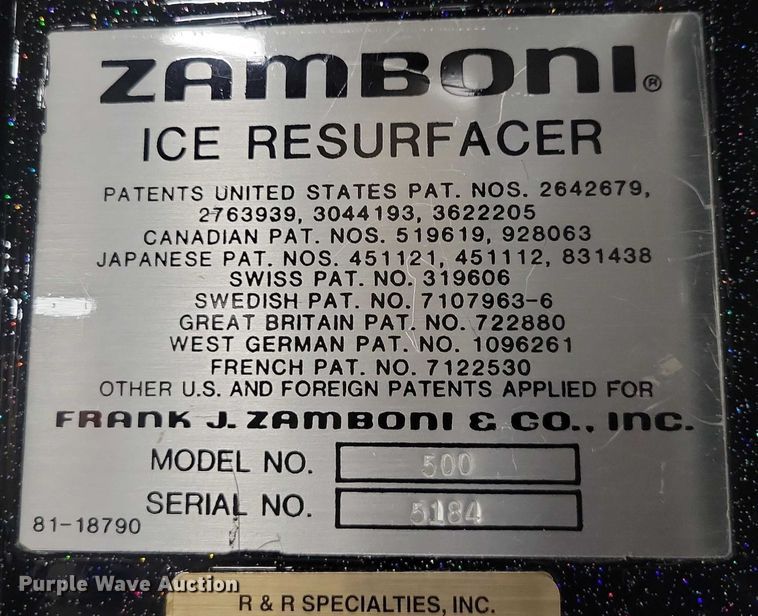 ZAMBONI®
ICE RESURFACER
PATENTS UNITED STATES PAT. NOS. 2642679,
2763939, 3044193, 3622205
CANADIAN PAT. NOS. 519619, 928063
JAPANESE PAT. NOS. 451121, 451112, 831438
SWISS PAT. NO. 319606
SWEDISH PAT. NO. 7107963-6
GREAT BRITAIN PAT. NO. 722880
WEST GERMAN PAT. NO. 1096261
FRENCH PAT. NO. 7122530
OTHER U.S. AND FOREIGN PATENTS APPLIED FOR
FRANK J. ZAMBONI & CO., INC.
MODEL NO. 500
SERIAL NO. 5184
81-18790
Purple Wave Auction
R & R SPECIALTIES, INC.